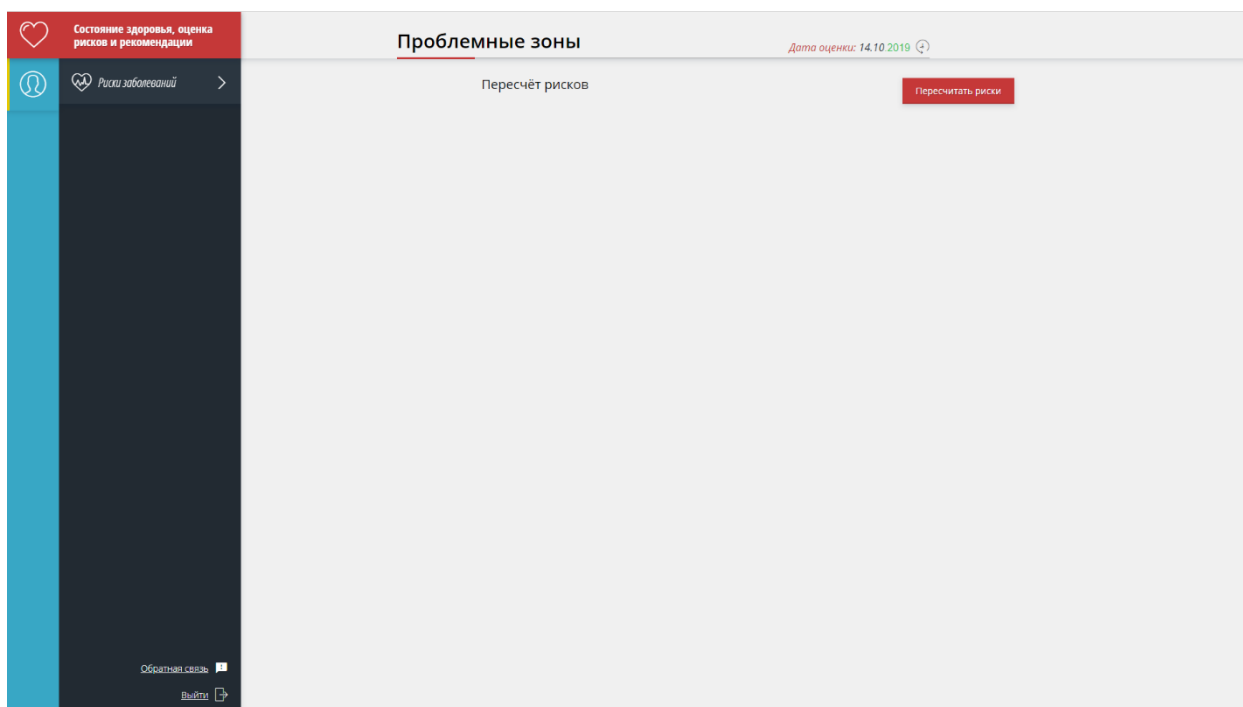 Состояние здоровья, оценка
рисков и рекомендации
Проблемные зоны
Дата оценки: 14.10.2019
Риски заболеваний
Пересчёт рисков
Пересчитать риски
Обратная связь
Выйти